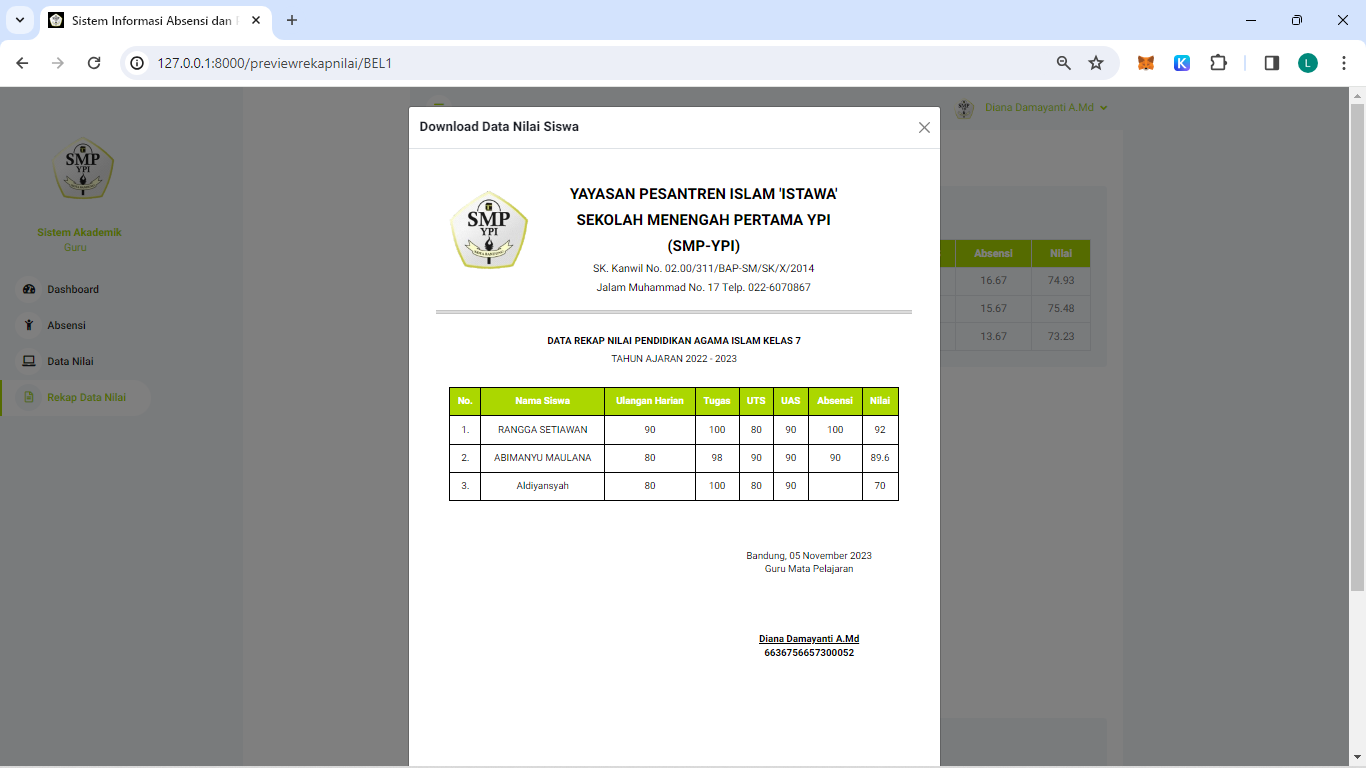 Sistem Informasi Absensi dan
127.0.0.1:8000/previewrekapnilai/BEL1
L
Diana Damayanti A.Md
SMP
YPI
Sistem Akademik
Guru
Dashboard
Absensi
Data Nilai
Rekap Data Nilai
Absensi Nilai
16.67 74.93
15.67 75.48
13.67 73.23
Download Data Nilai Siswa
SMP
YPI
YAYASAN PESANTREN ISLAM 'ISTAWA'
SEKOLAH MENENGAH PERTAMA YPI
(SMP-YPI)
SK. Kanwil No. 02.00/311/BAP-SM/SK/X/2014
Jalam Muhammad No. 17 Telp. 022-6070867
DATA REKAP NILAI PENDIDIKAN AGAMA ISLAM KELAS 7
TAHUN AJARAN 2022 - 2023
No. Nama Siswa Ulangan Harian Tugas UTS UAS Absensi Nilai
1. RANGGA SETIAWAN 90 100 80 90 100 92
2. ABIMANYU MAULANA 80 98 90 90 90 89.6
3. Aldiyansyah 80 100 80 90 70
Bandung, 05 November 2023
Guru Mata Pelajaran
Diana Damayanti A.Md
6636756657300052